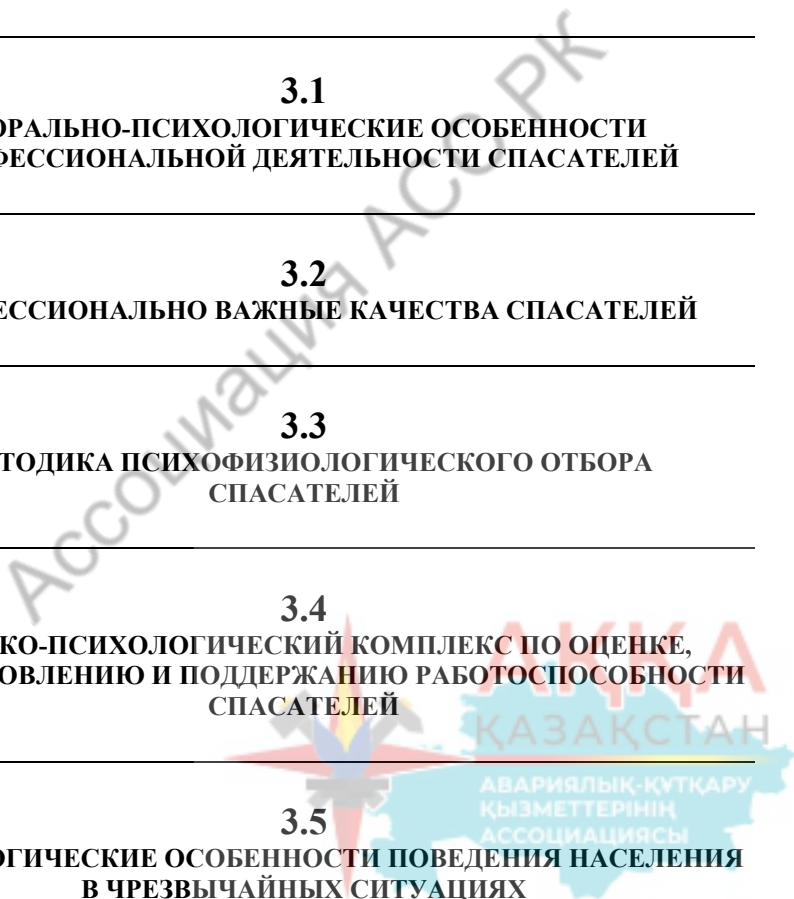 3.1
ОРАЛЬНО-ПСИХОЛОГИЧЕСКИЕ ОСОБЕННОСТИ
ФЕССИОНАЛЬНОЙ ДЕЯТЕЛЬНОСТИ СПАСАТЕЛЕЙ
3.2
ЕССИОНАЛЬНО ВАЖНЫЕ КАЧЕСТВА СПАСАТЕЛЕЙ
3.3
ТОДИКА ПСИХОФИЗИОЛОГИЧЕСКОГО ОТБОРА
СПАСАТЕЛЕЙ
3.4
КО-ПСИХОЛОГИЧЕСКИЙ КОМПЛЕКС ПО ОЦЕНКЕ,
ОВЛЕНИЮ И ПОДДЕРЖАНИЮ РАБОТОСПОСОБНОСТИ
СПАСАТЕЛЕЙ
3.5
ОГИЧЕСКИЕ ОСОБЕННОСТИ ПОВЕДЕНИЯ НАСЕЛЕНИЯ
В ЧРЕЗВЫЧАЙНЫХ СИТУАЦИЯХ
Ассоциация АСС РК
АҚҚА
ҚАЗАҚСТАН
АВАРИЯЛЫҚ-ҚҰТҚАРУ
ҚЫЗМЕТТЕРІНІҢ
АССОЦИАЦИЯСЫ